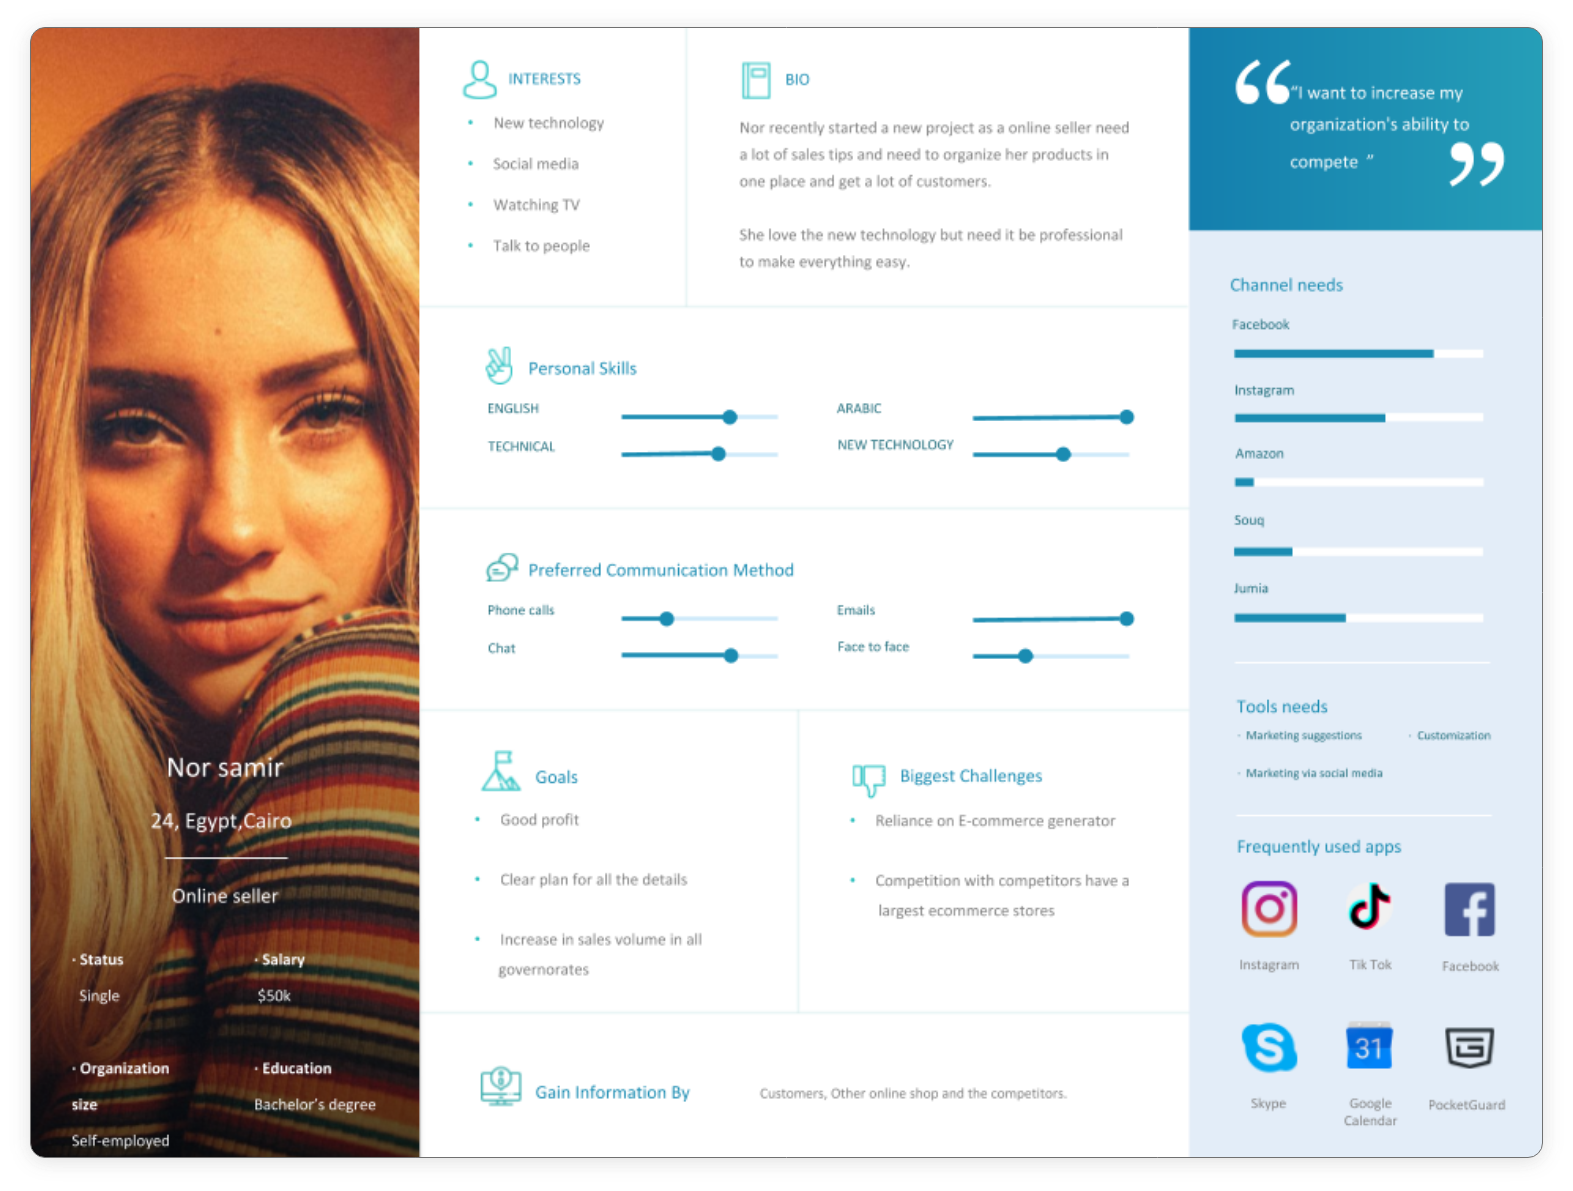 Nor samir
24, Egypt,Cairo
Online seller
· Status
Single
· Salary
$50k
· Organization
size
Self-employed
· Education
Bachelor's degree
INTERESTS
• New technology
• Social media
• Watching TV
• Talk to people
BIO
Nor recently started a new project as a online seller need
a lot of sales tips and need to organize her products in
one place and get a lot of customers.
She love the new technology but need it be professional
to make everything easy.
Personal Skills
ENGLISH
ARABIC
TECHNICAL
NEW TECHNOLOGY
Preferred Communication Method
Phone calls
Emails
Chat
Face to face
Goals
• Good profit
• Clear plan for all the details
• Increase in sales volume in all
governorates
Biggest Challenges
• Reliance on E-commerce generator
• Competition with competitors have a
largest ecommerce stores
Gain Information By
Customers, Other online shop and the competitors.
“
“I want to increase my
organization's ability to
compete ”
”
Channel needs
Facebook
Instagram
Amazon
Souq
Jumia
Tools needs
· Marketing suggestions
· Customization
· Marketing via social media
Frequently used apps
Instagram
Tik Tok
Facebook
31
Skype
Google
Calendar
PocketGuard